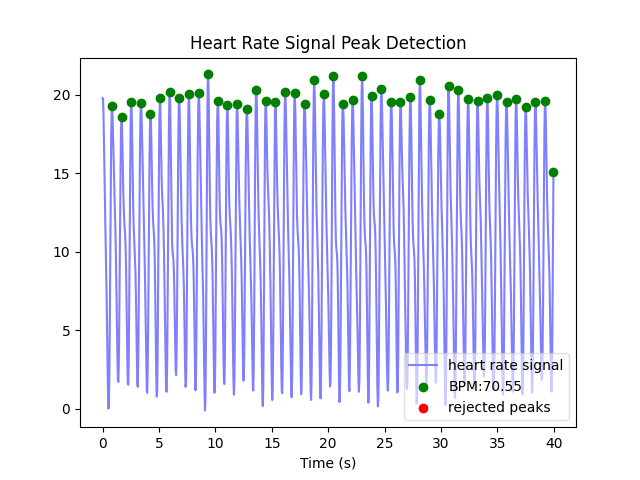 Heart Rate Signal Peak Detection
20
15
10
5
0
heart rate signal
BPM:70.55
rejected peaks
0 5 10 15 20 25 30 35 40
Time (s)